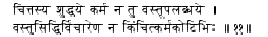 चित्तस्य शुद्धये कर्म न तु वस्तूपलब्धये ।
वस्तुसिद्धिर्विचारेण न किंचित्कर्मकोटिभिः ॥ ११॥